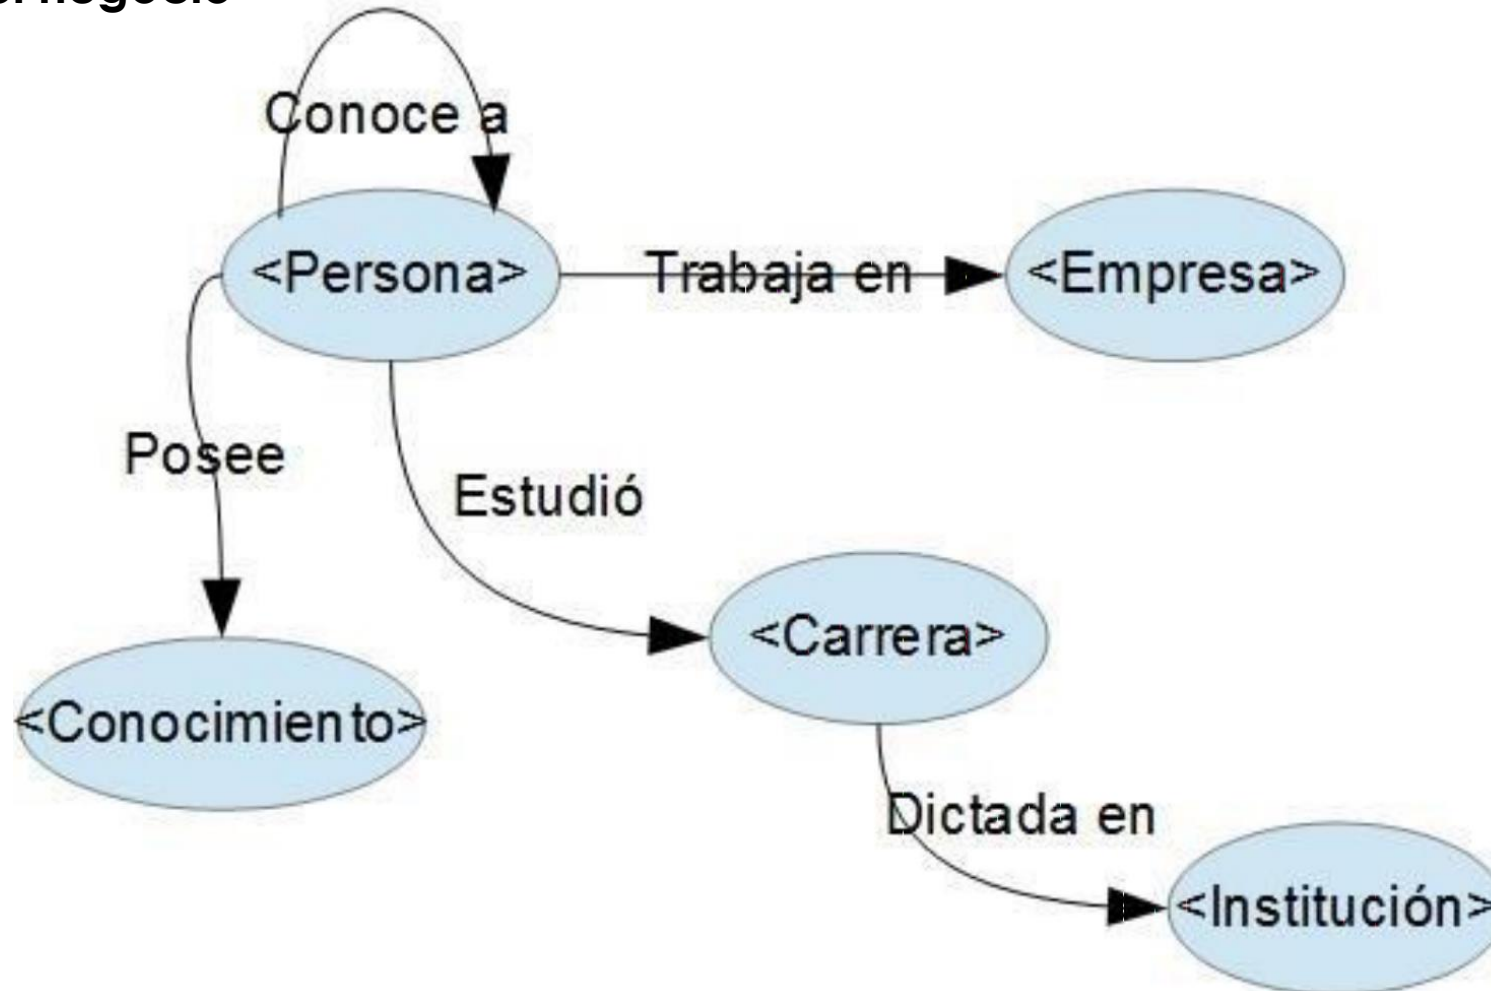 Conoce a
<Persona>
Trabaja en
<Empresa>
Posee
Estudió
<Carrera>
<Conocimiento>
Dictada en
<Institución>